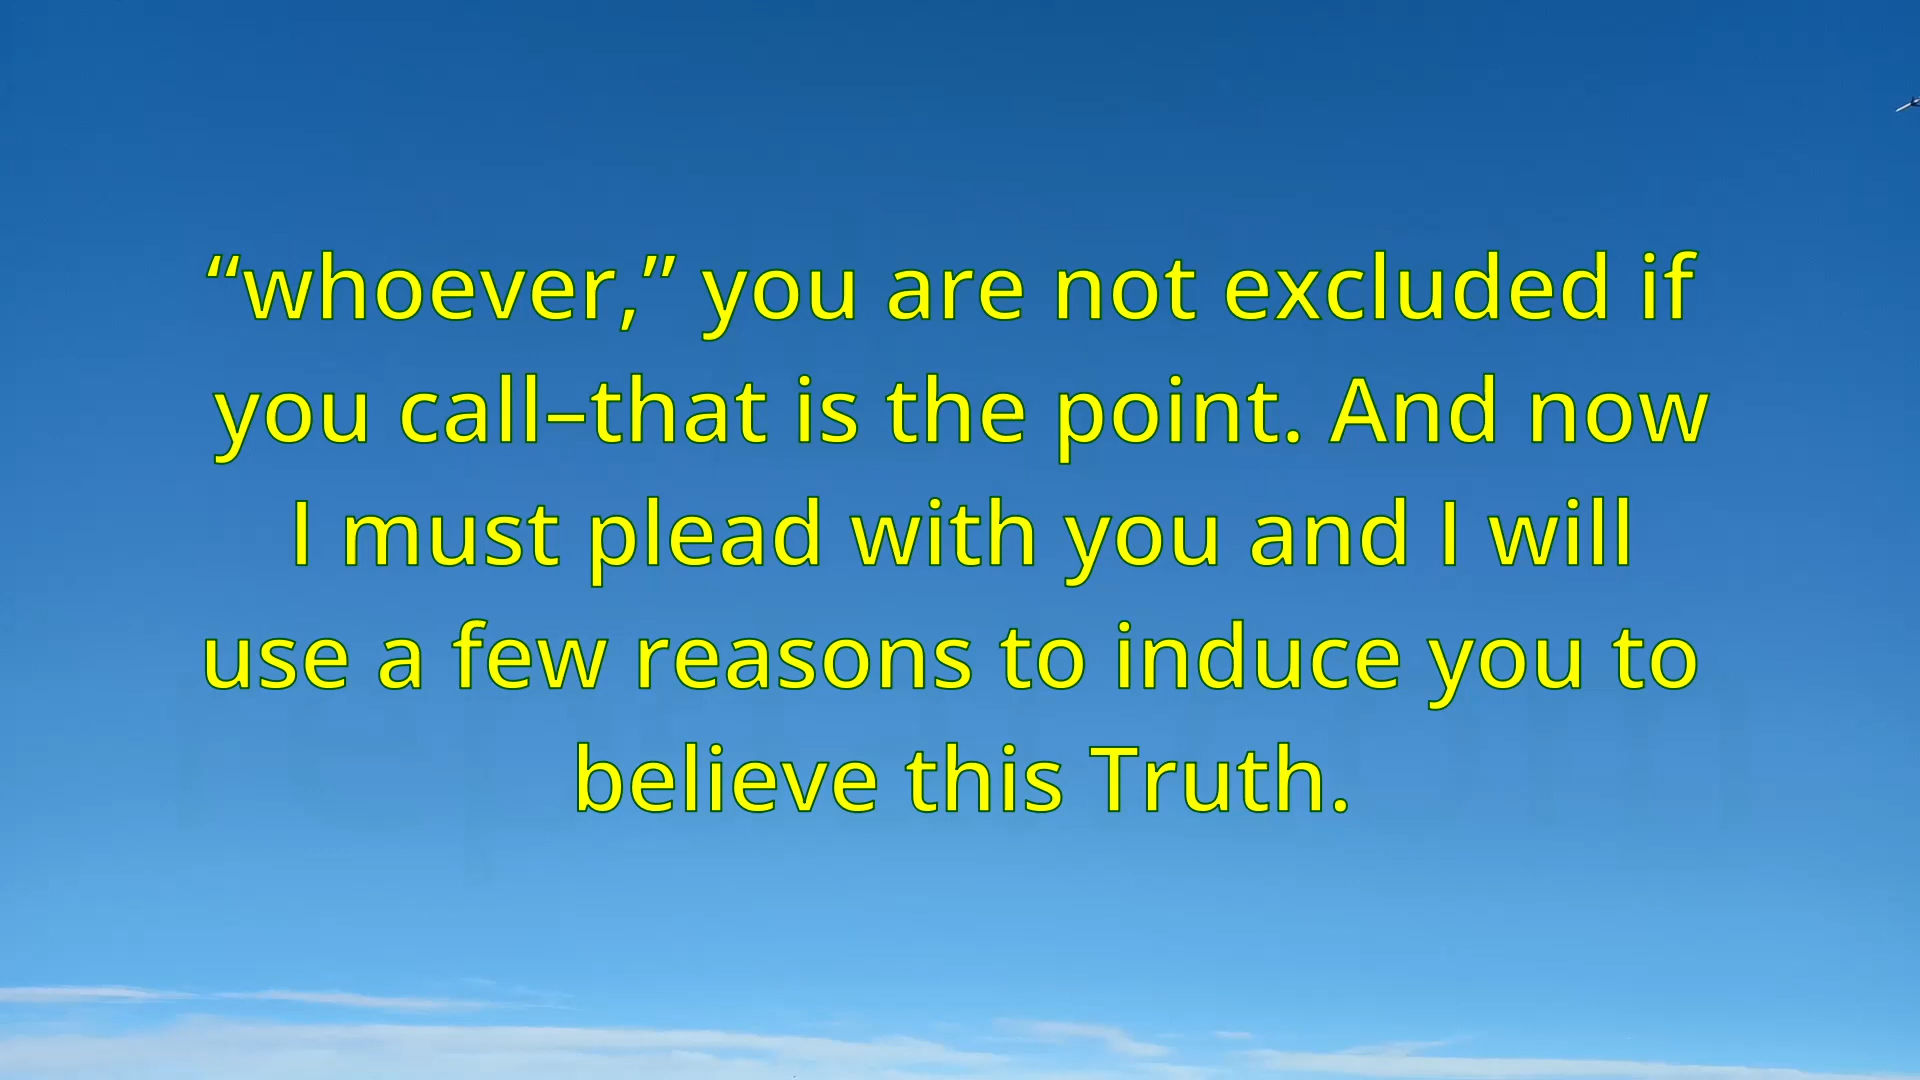 “whoever,” you are not excluded if
you call–that is the point. And now
I must plead with you and I will
use a few reasons to induce you to
believe this Truth.